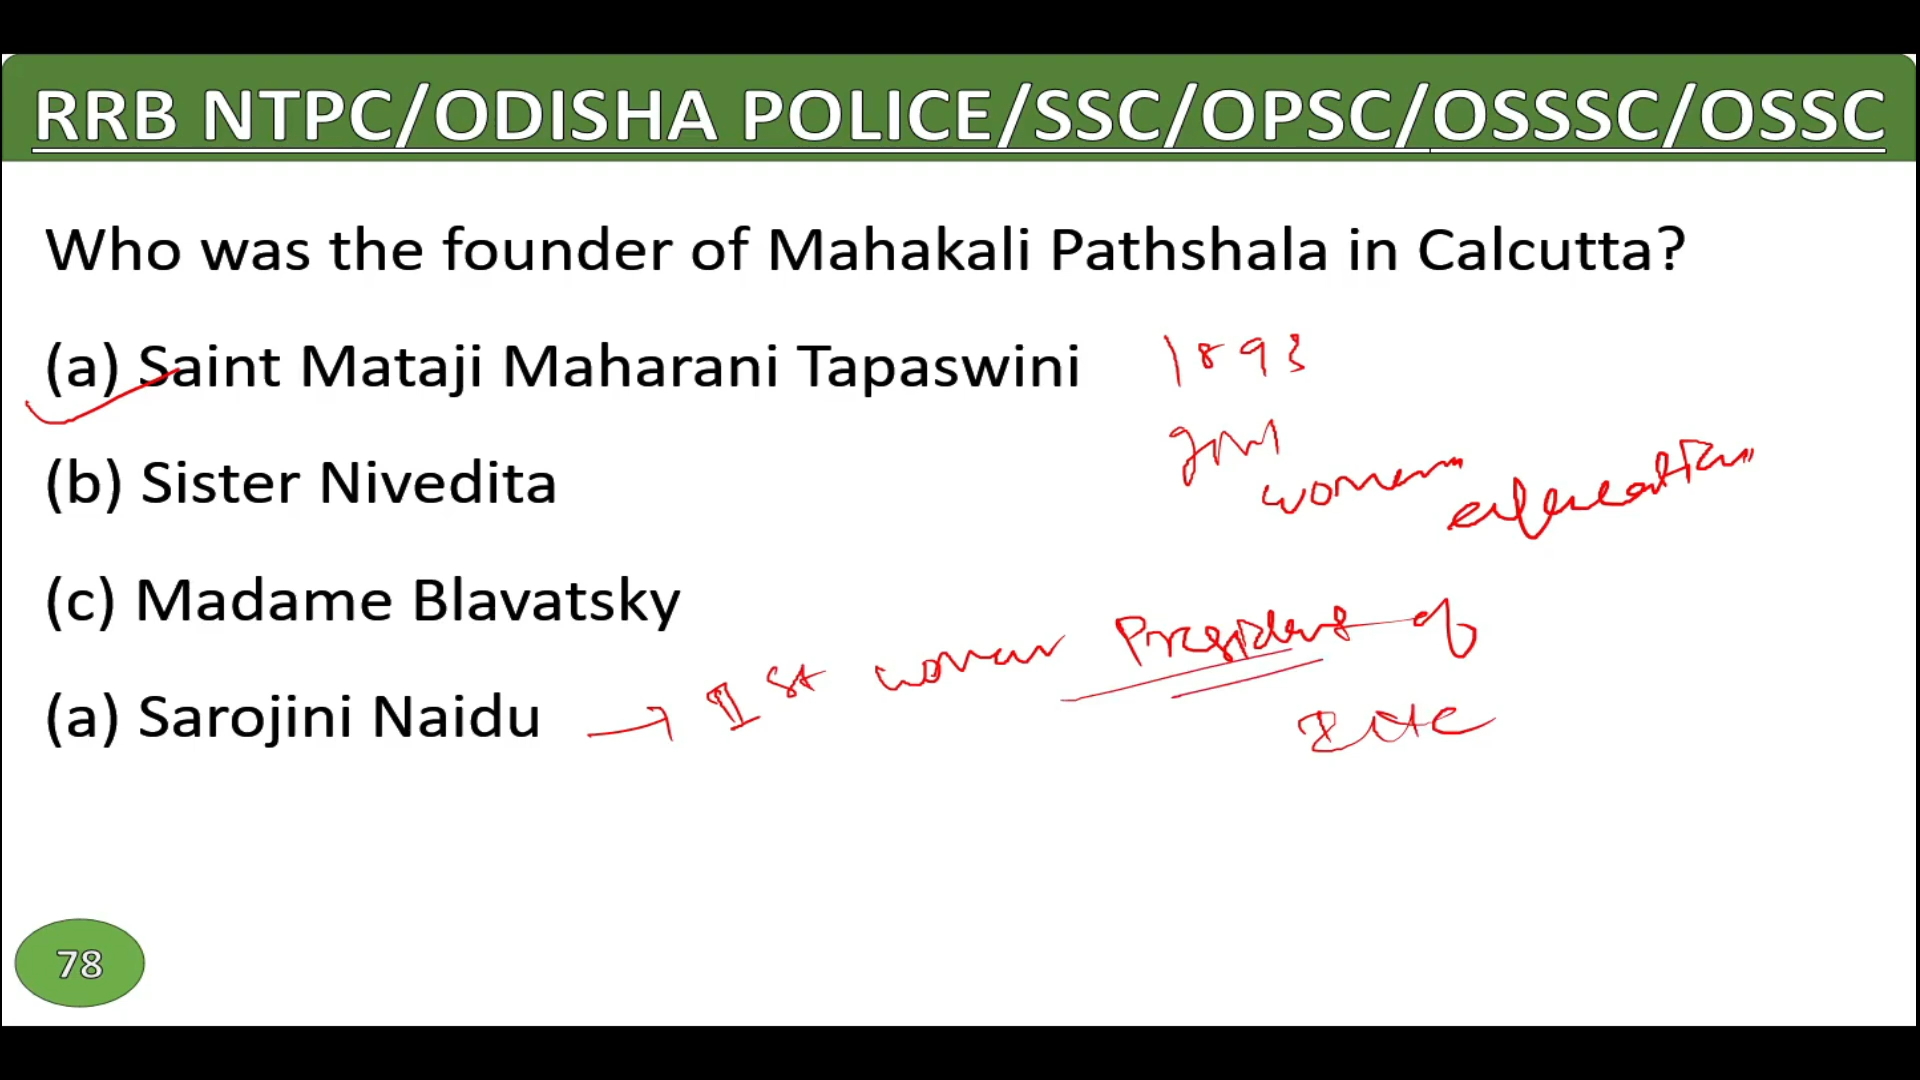 RRB NTPC/ODISHA POLICE/SSC/OPSC/OSSSC/OSSC
Who was the founder of Mahakali Pathshala in Calcutta?
(a) Saint Mataji Maharani Tapaswini 1893
women education
(b) Sister Nivedita
(c) Madame Blavatsky
(a) Sarojini Naidu → 1st woman President of
78